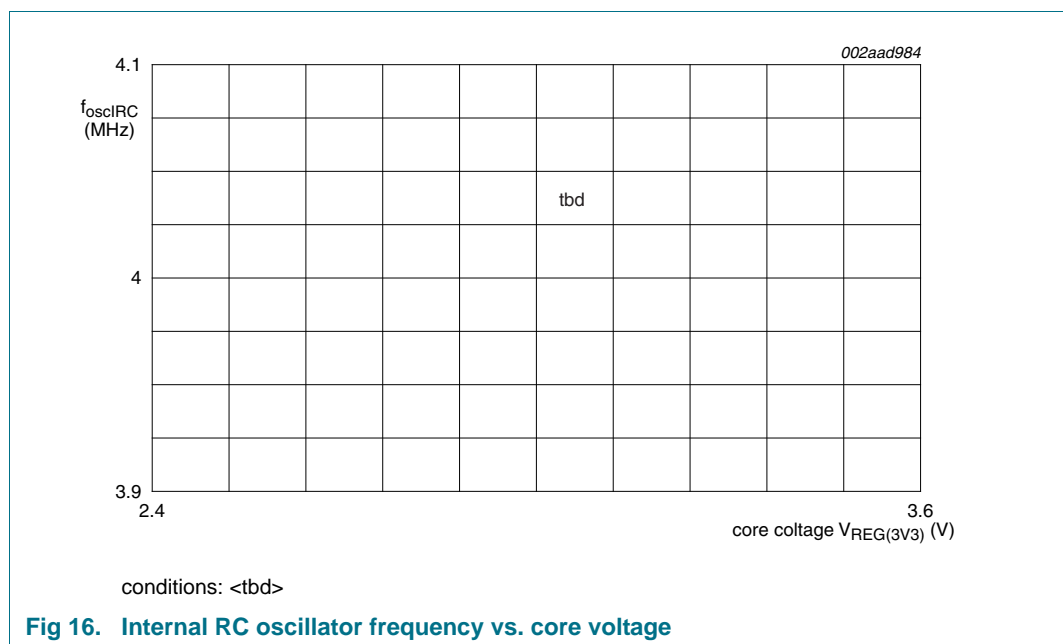 002aad984
4.1
foscIRC
(MHz)
tbd
4
3.9
2.4
3.6
core coltage VREG(3V3) (V)
conditions: <tbd>
Fig 16. Internal RC oscillator frequency vs. core voltage